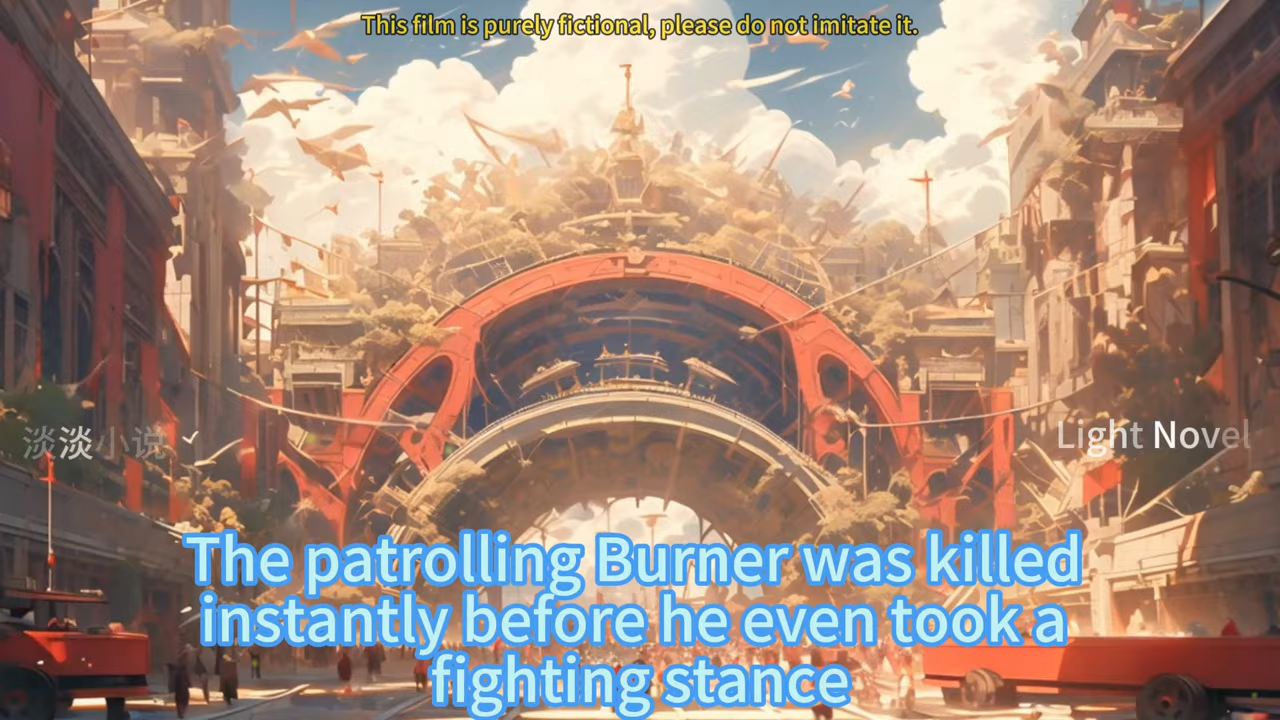 This film is purely fictional, please do not imitate it.
淡淡小说
Light Novel
The patrolling Burner was killed
instantly before he even took a
fighting stance